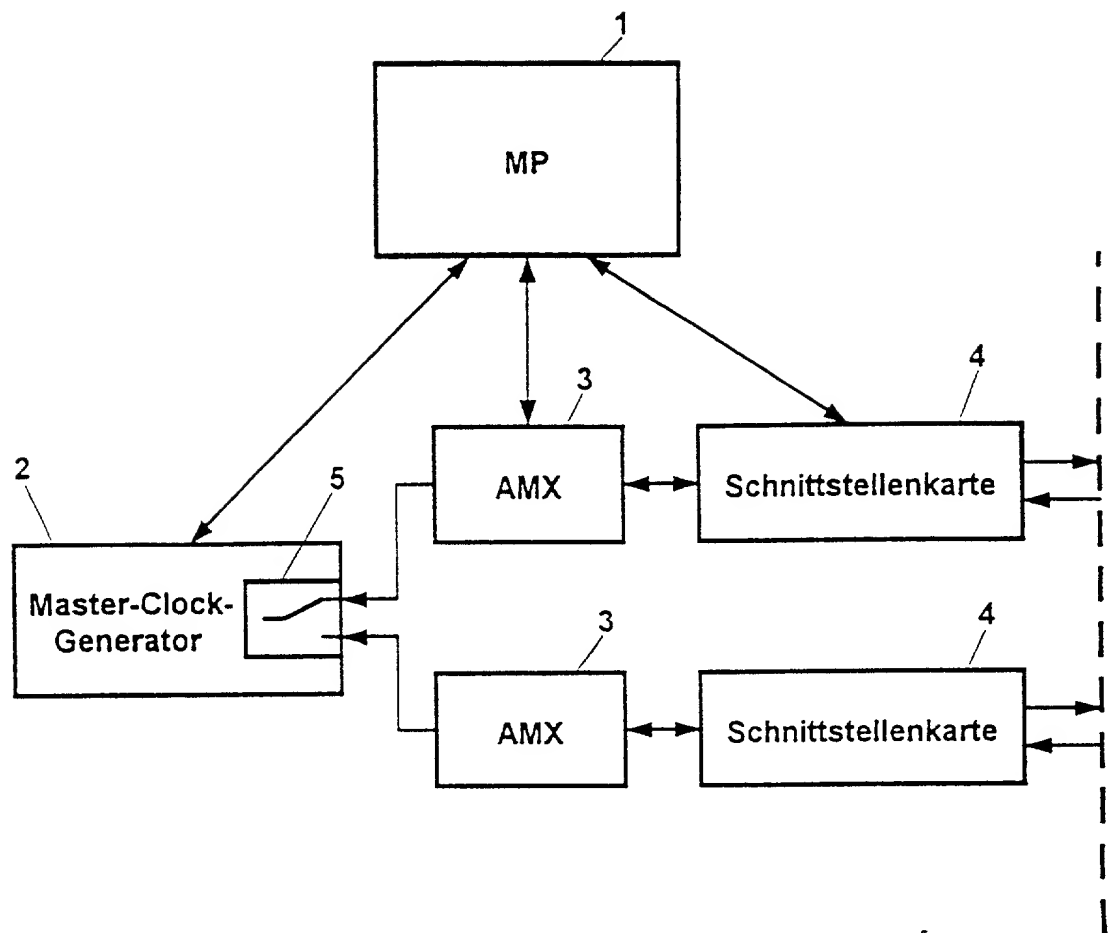 1
MP
3
4
2
5
AMX
Schnittstellenkarte
Master-Clock-
Generator
3
4
AMX
Schnittstellenkarte